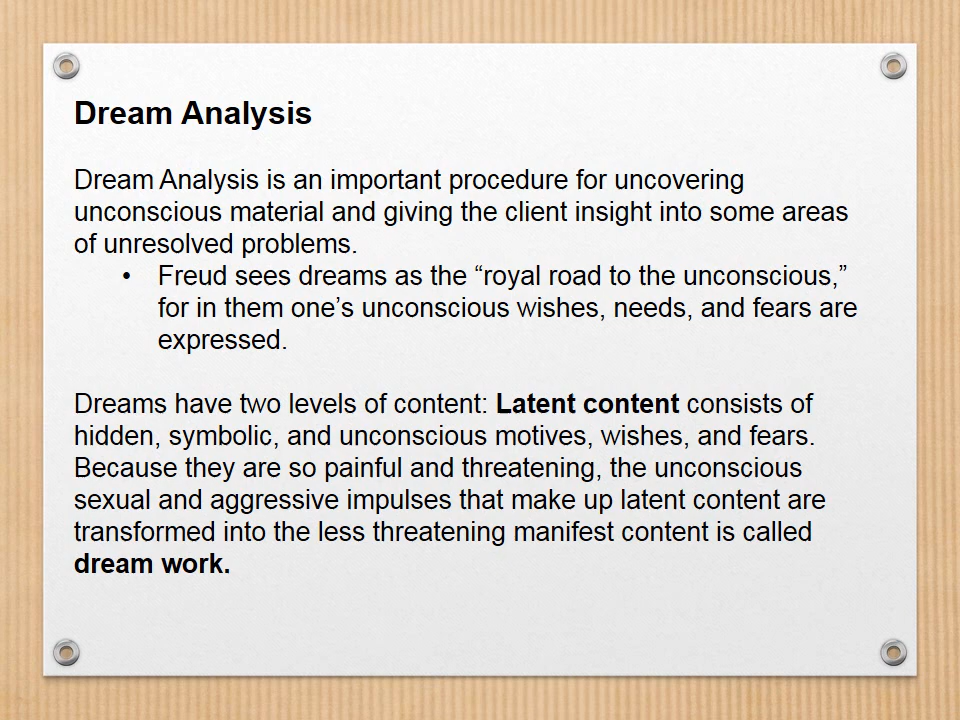 Dream Analysis
Dream Analysis is an important procedure for uncovering
unconscious material and giving the client insight into some areas
of unresolved problems.
• Freud sees dreams as the “royal road to the unconscious,”
for in them one’s unconscious wishes, needs, and fears are
expressed.
Dreams have two levels of content: Latent content consists of
hidden, symbolic, and unconscious motives, wishes, and fears.
Because they are so painful and threatening, the unconscious
sexual and aggressive impulses that make up latent content are
transformed into the less threatening manifest content is called
dream work.